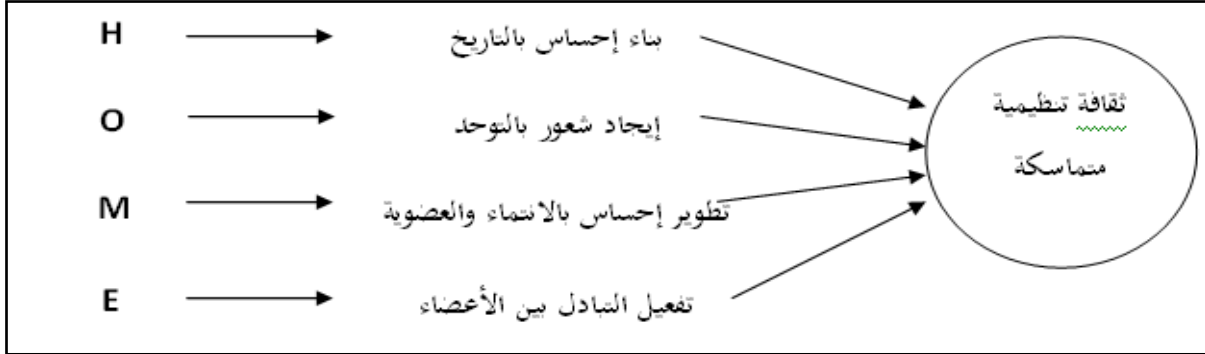 H بناء إحساس بالتاريخ
O إيجاد شعور بالتوحد
M تطوير إحساس بالانتماء والعضوية
E تفعيل التبادل بين الأعضاء
ثقافة تنظيمية
متماسكة